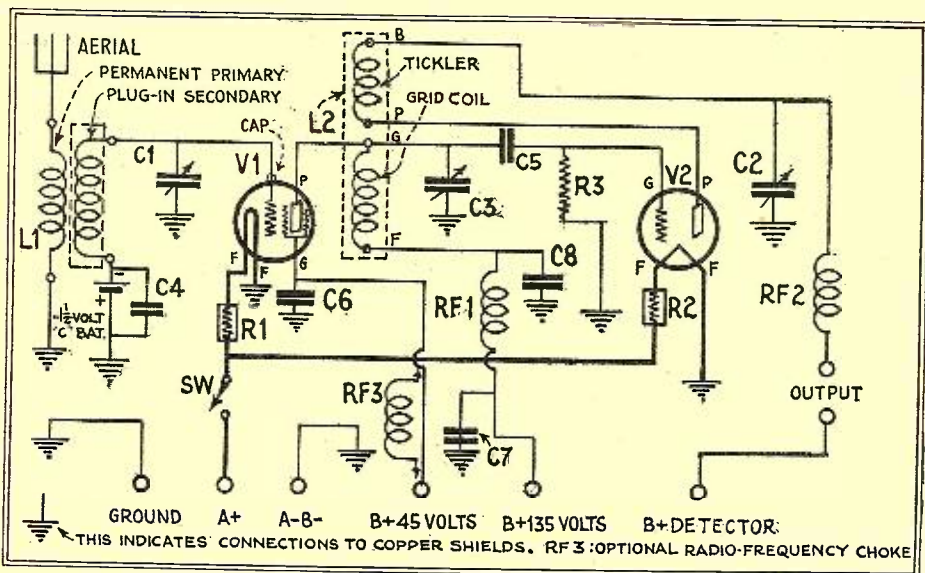 AERIAL
PERMANENT PRIMARY
PLUG-IN SECONDARY
CAP
V1
C1
L1
P
F
F
G
C4
1½ VOLT
"C" BAT.
-
+
R1
C6
SW
B
TICKLER
L2
GRID COIL
P
G
F
C5
C3
R3
C8
RF1
RF3
C7
G
V2
P
F
F
R2
C2
RF2
OUTPUT
GROUND
A+
A-B-
B+45 VOLTS
B+135 VOLTS
B+DETECTOR
THIS INDICATES CONNECTIONS TO COPPER SHIELDS. RF3:OPTIONAL RADIO-FREQUENCY CHOKE